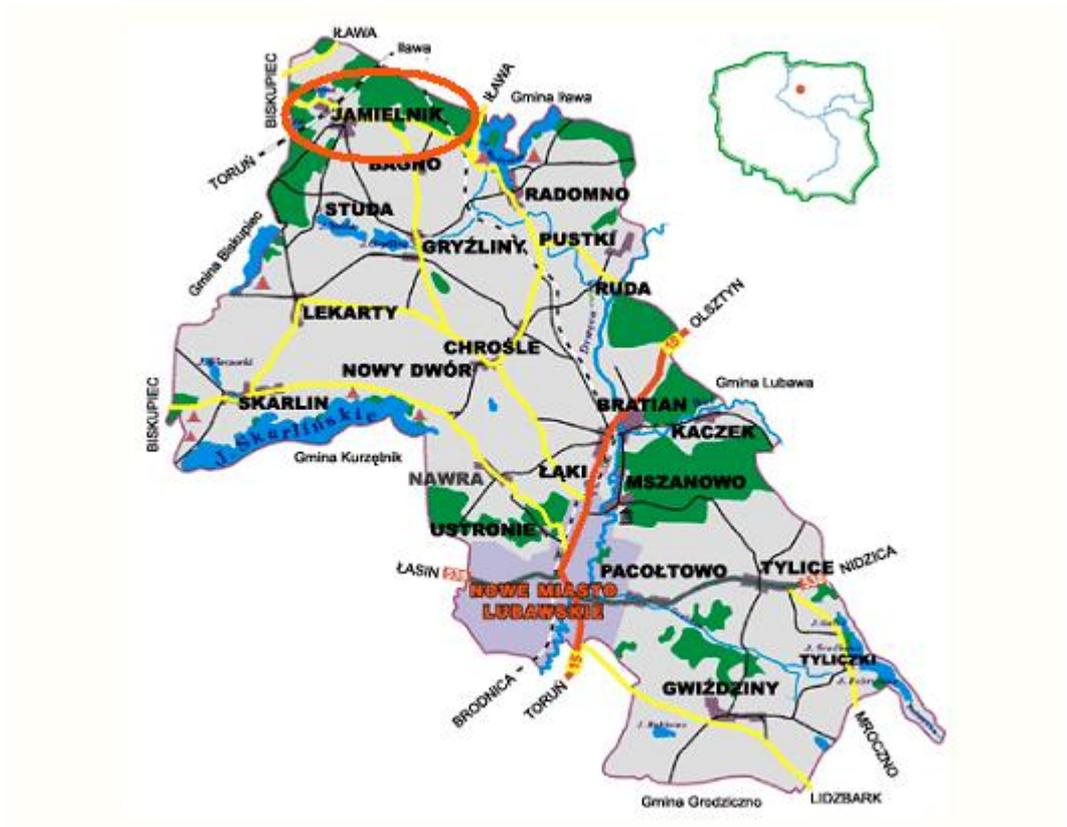 IŁAWA
Iława
BISKUPIEC
IŁAWA
Gmina Iława
JAMIELNIK
TORUŃ
BAGNO
RADOMNO
STUDA
Gmina Biskupiec
GRYŹLINY
PUSTKI
RUDA
OLSZTYN
LEKARTY
Drwęca
15
CHROŚLE
NOWY DWÓR
Gmina Lubawa
BISKUPIEC
SKARLIN
BRATIAN
J. Skarlińskie
KACZEK
Gmina Kurzętnik
NAWRA
ŁĄKI
MSZANOWO
USTRONIE
ŁASIN
PACOŁTOWO
TYLICE
NIDZICA
NOWE MIASTO
LUBAWSKIE
TYLICZKI
BRODNICA
TORUŃ
15
GWIŹDZINY
MROCZNO
Gmina Grodziczno
LIDZBARK